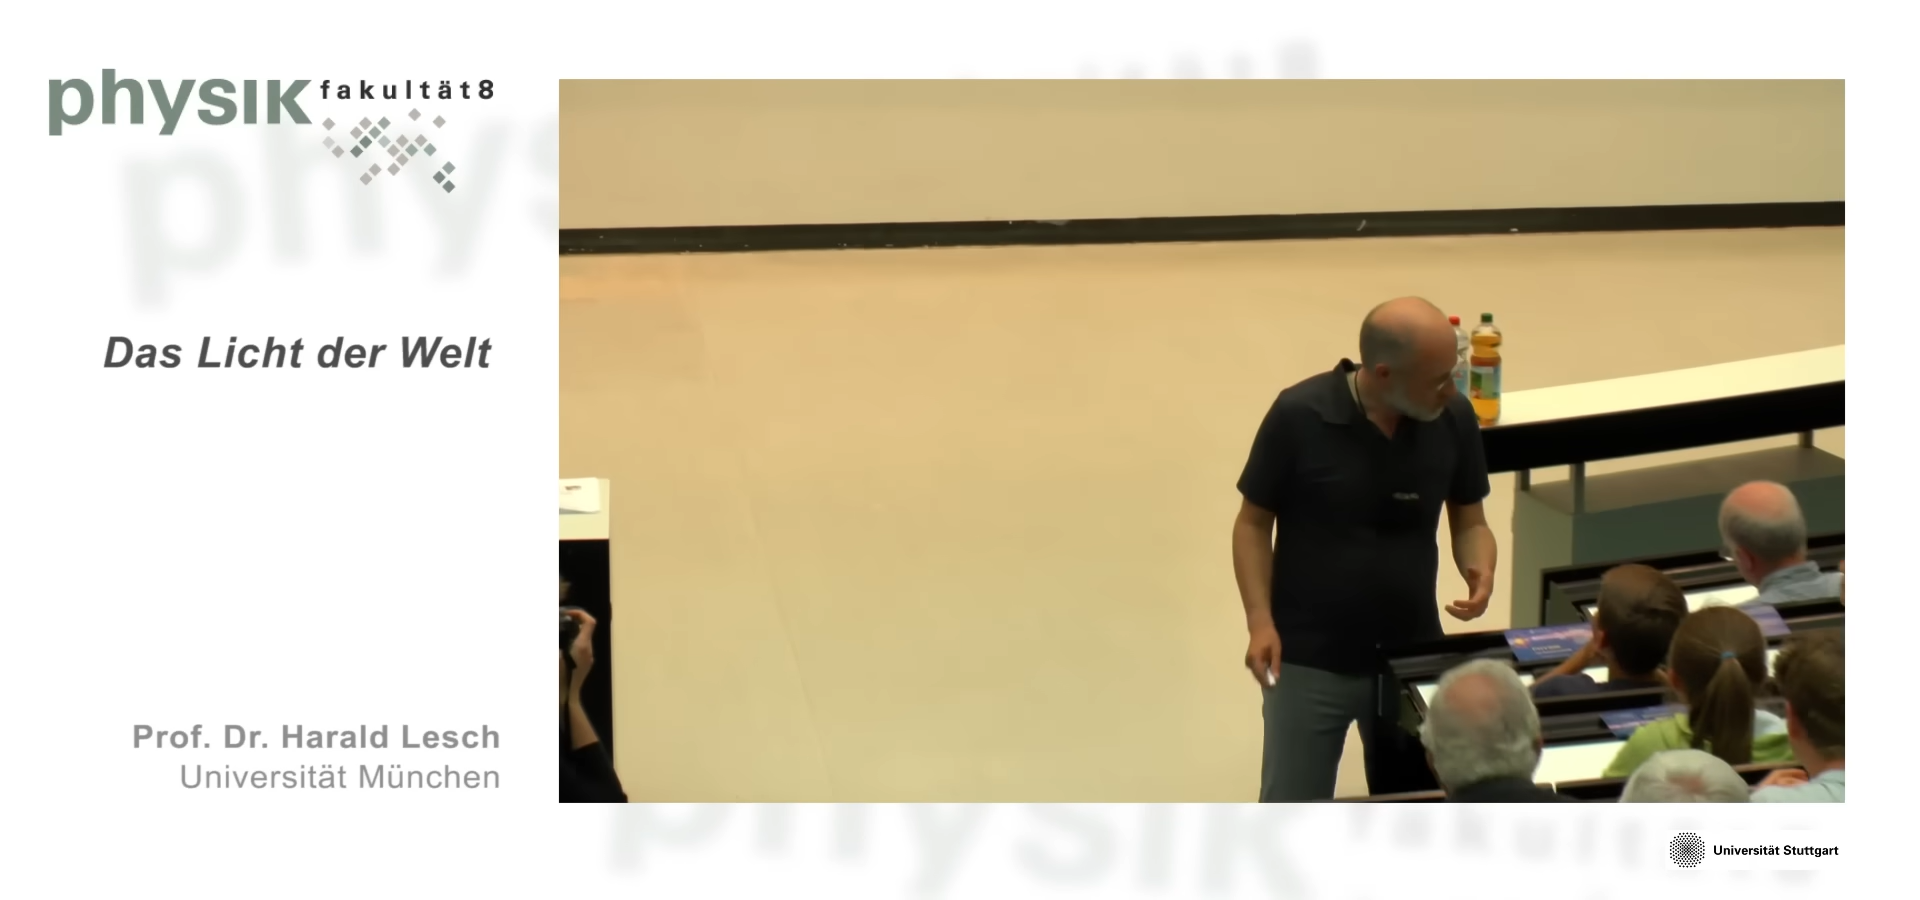 physik fakultät8
Das Licht der Welt
Prof. Dr. Harald Lesch
Universität München
Universität Stuttgart